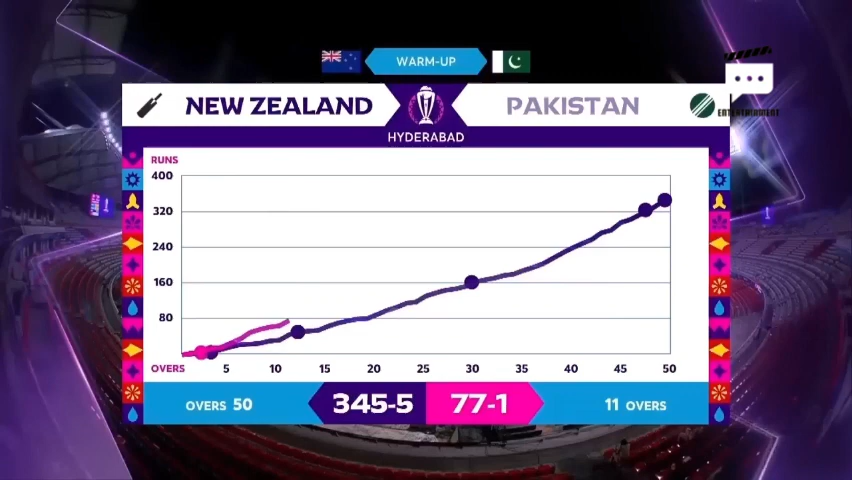 WARM-UP
NEW ZEALAND
PAKISTAN
ENTERTAINMENT
HYDERABAD
RUNS
400
320
240
160
80
OVERS 5 10 15 20 25 30 35 40 45 50
OVERS 50
345-5
77-1
11 OVERS